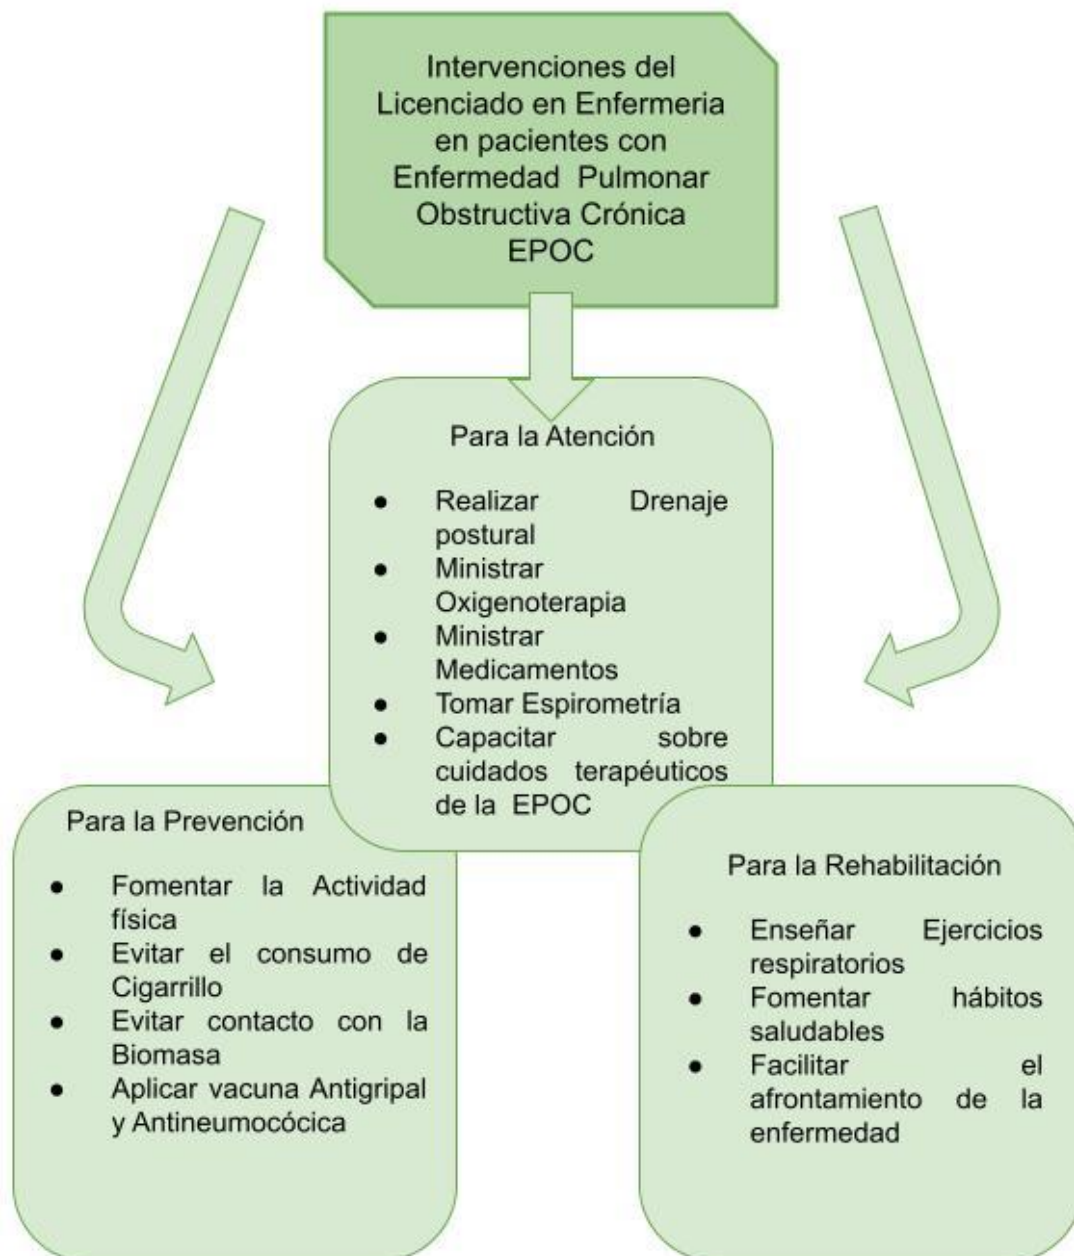 Intervenciones del
Licenciado en Enfermeria
en pacientes con
Enfermedad Pulmonar
Obstructiva Crónica
EPOC
Para la Atención
● Realizar Drenaje
postural
● Ministrar
Oxigenoterapia
● Ministrar
Medicamentos
● Tomar Espirometría
● Capacitar sobre
cuidados terapéuticos
de la EPOC
Para la Prevención
● Fomentar la Actividad
física
● Evitar el consumo de
Cigarrillo
● Evitar contacto con la
Biomasa
● Aplicar vacuna Antigripal
y Antineumocócica
Para la Rehabilitación
● Enseñar Ejercicios
respiratorios
● Fomentar hábitos
saludables
● Facilitar el
afrontamiento de la
enfermedad